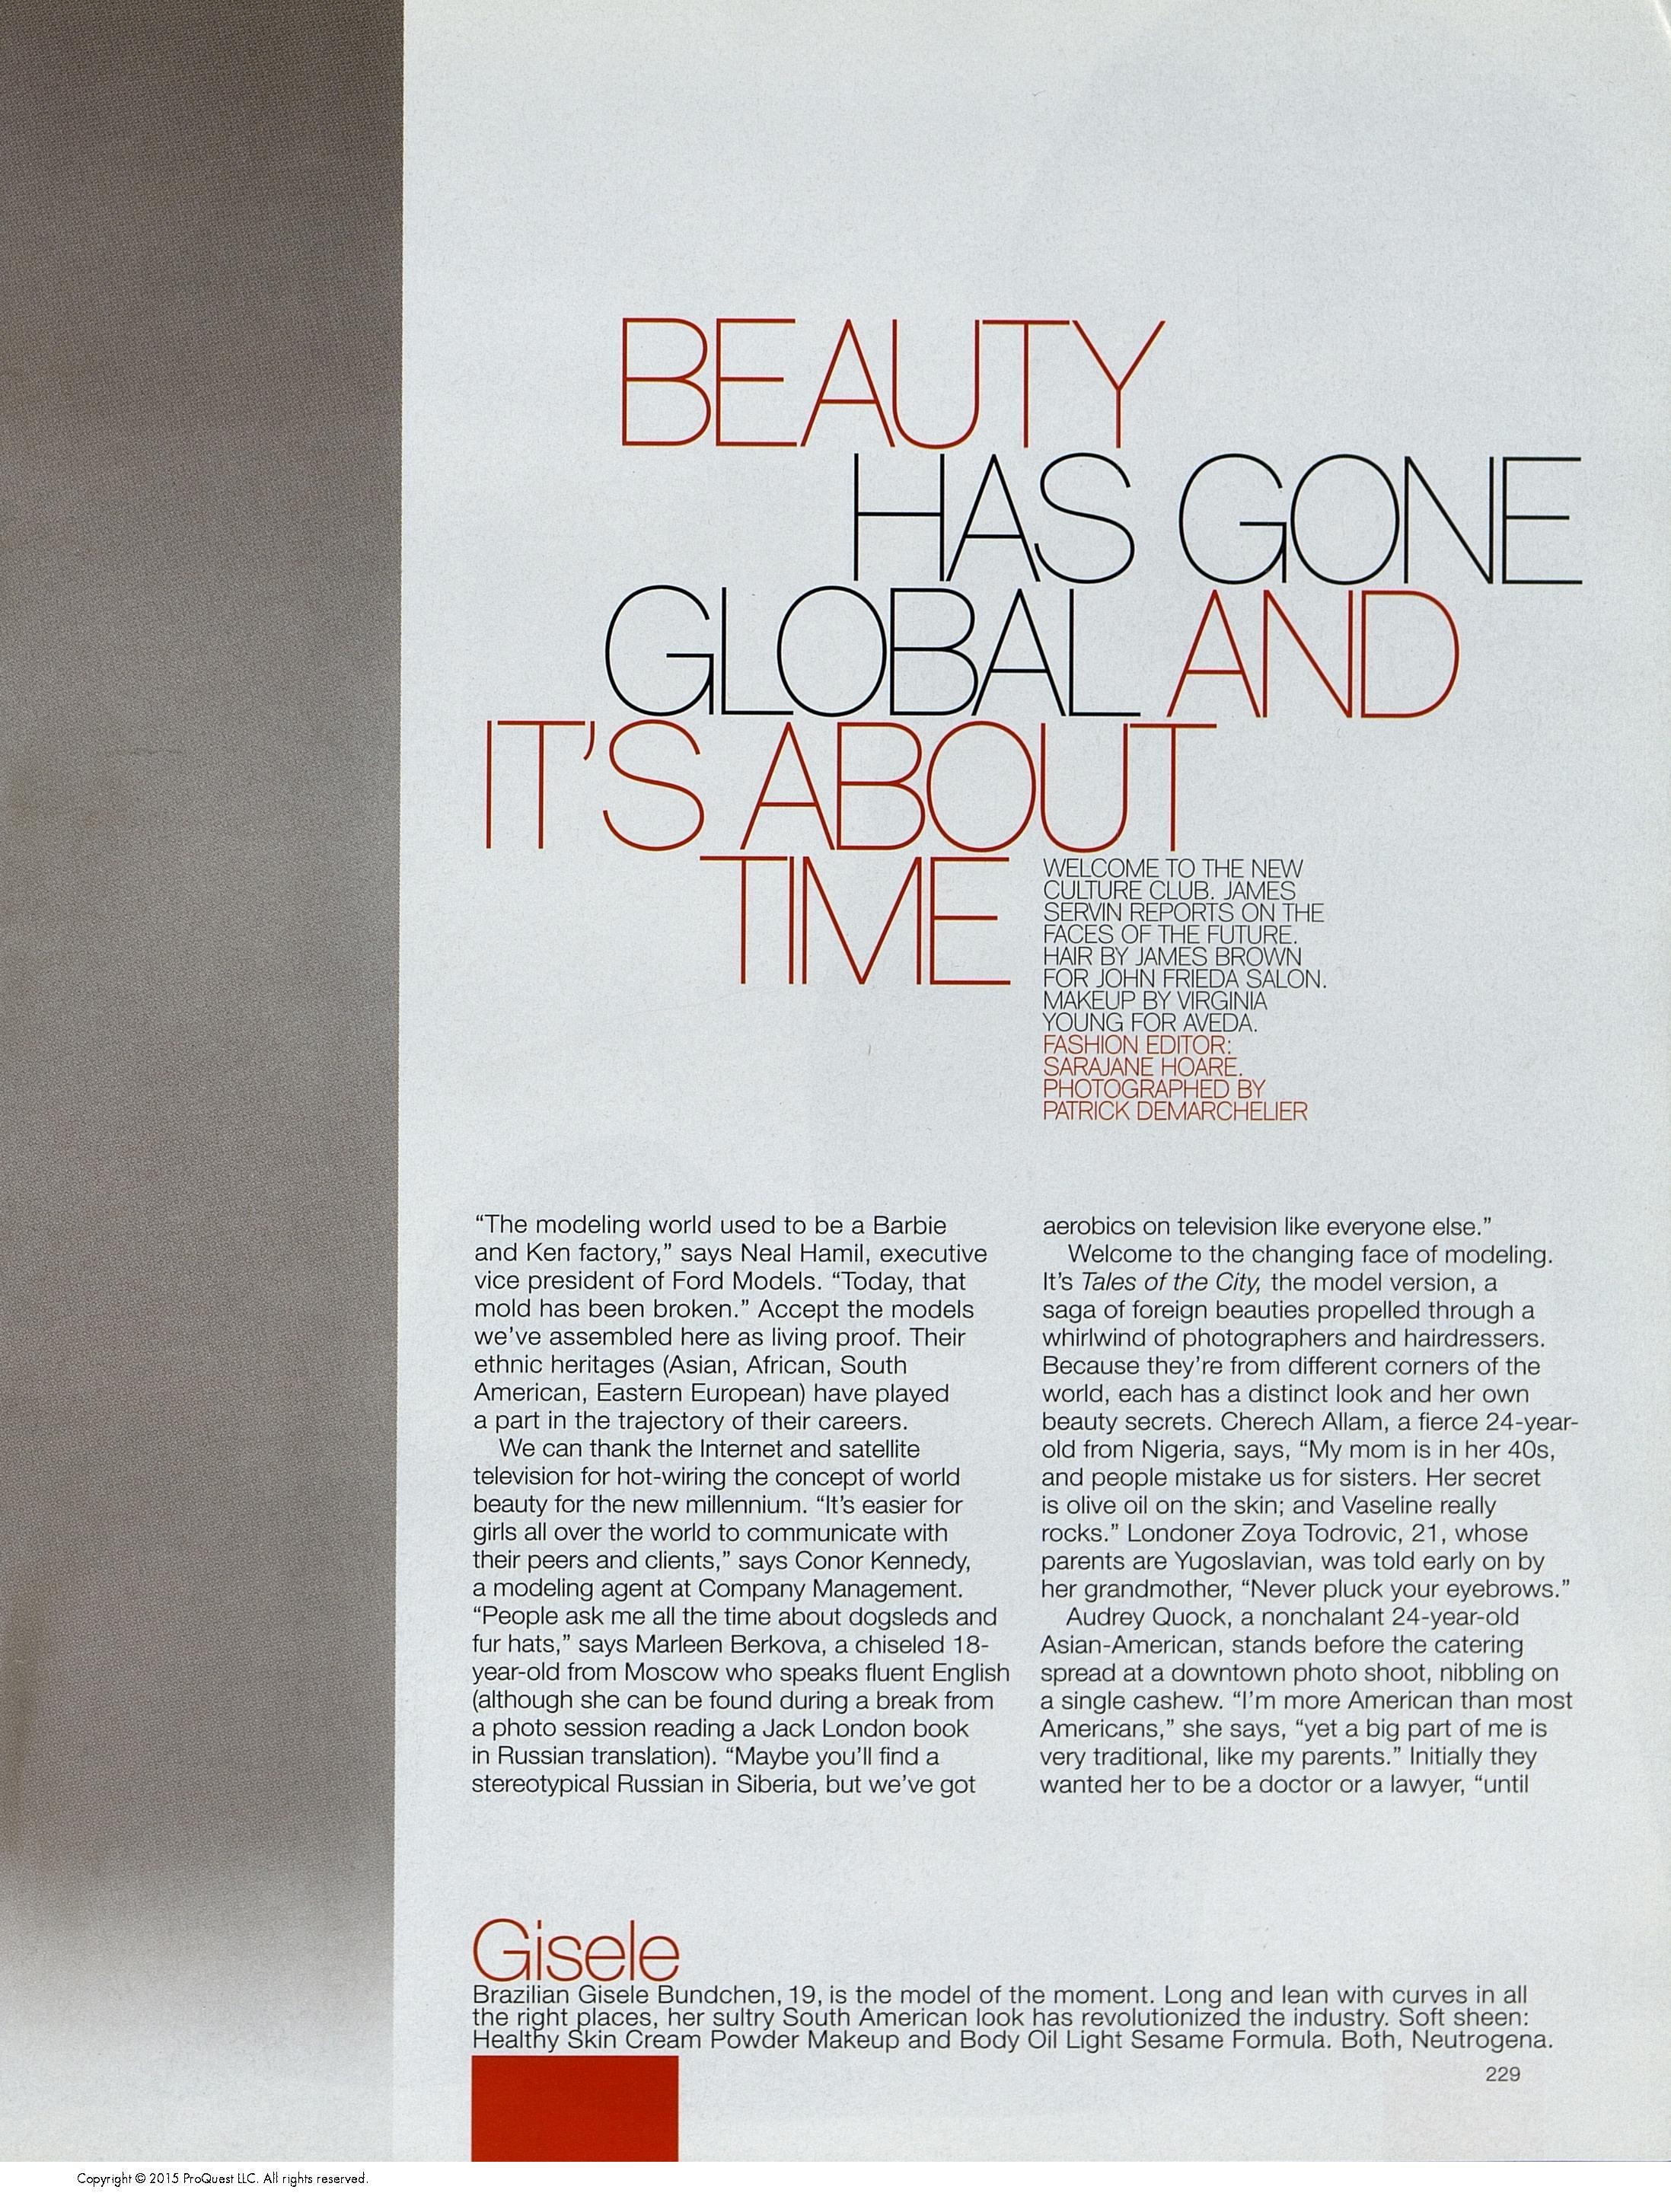 BEAUTY
HAS GONE
GLOBAL AND
IT'S ABOUT
TIME
WELCOME TO THE NEW
CULTURE CLUB. JAMES
SERVIN REPORTS ON THE
FACES OF THE FUTURE.
HAIR BY JAMES BROWN
FOR JOHN FRIEDA SALON.
MAKEUP BY VIRGINIA
YOUNG FOR AVEDA.
FASHION EDITOR:
SARAJANE HOARE.
PHOTOGRAPHED BY
PATRICK DEMARCHELIER
“The modeling world used to be a Barbie
and Ken factory,” says Neal Hamil, executive
vice president of Ford Models. “Today, that
mold has been broken.” Accept the models
we’ve assembled here as living proof. Their
ethnic heritages (Asian, African, South
American, Eastern European) have played
a part in the trajectory of their careers.
We can thank the Internet and satellite
television for hot-wiring the concept of world
beauty for the new millennium. “It’s easier for
girls all over the world to communicate with
their peers and clients,” says Conor Kennedy,
a modeling agent at Company Management.
“People ask me all the time about dogsleds and
fur hats,” says Marleen Berkova, a chiseled 18-
year-old from Moscow who speaks fluent English
(although she can be found during a break from
a photo session reading a Jack London book
in Russian translation). “Maybe you’ll find a
stereotypical Russian in Siberia, but we’ve got
aerobics on television like everyone else.”
Welcome to the changing face of modeling.
It’s Tales of the City, the model version, a
saga of foreign beauties propelled through a
whirlwind of photographers and hairdressers.
Because they’re from different corners of the
world, each has a distinct look and her own
beauty secrets. Cherech Allam, a fierce 24-year-
old from Nigeria, says, “My mom is in her 40s,
and people mistake us for sisters. Her secret
is olive oil on the skin; and Vaseline really
rocks.” Londoner Zoya Todrovic, 21, whose
parents are Yugoslavian, was told early on by
her grandmother, “Never pluck your eyebrows.”
Audrey Quock, a nonchalant 24-year-old
Asian-American, stands before the catering
spread at a downtown photo shoot, nibbling on
a single cashew. “I’m more American than most
Americans,” she says, “yet a big part of me is
very traditional, like my parents.” Initially they
wanted her to be a doctor or a lawyer, “until
Gisele
Brazilian Gisele Bundchen, 19, is the model of the moment. Long and lean with curves in all
the right places, her sultry South American look has revolutionized the industry. Soft sheen:
Healthy Skin Cream Powder Makeup and Body Oil Light Sesame Formula. Both, Neutrogena.
229
Copyright © 2015 ProQuest LLC. All rights reserved.